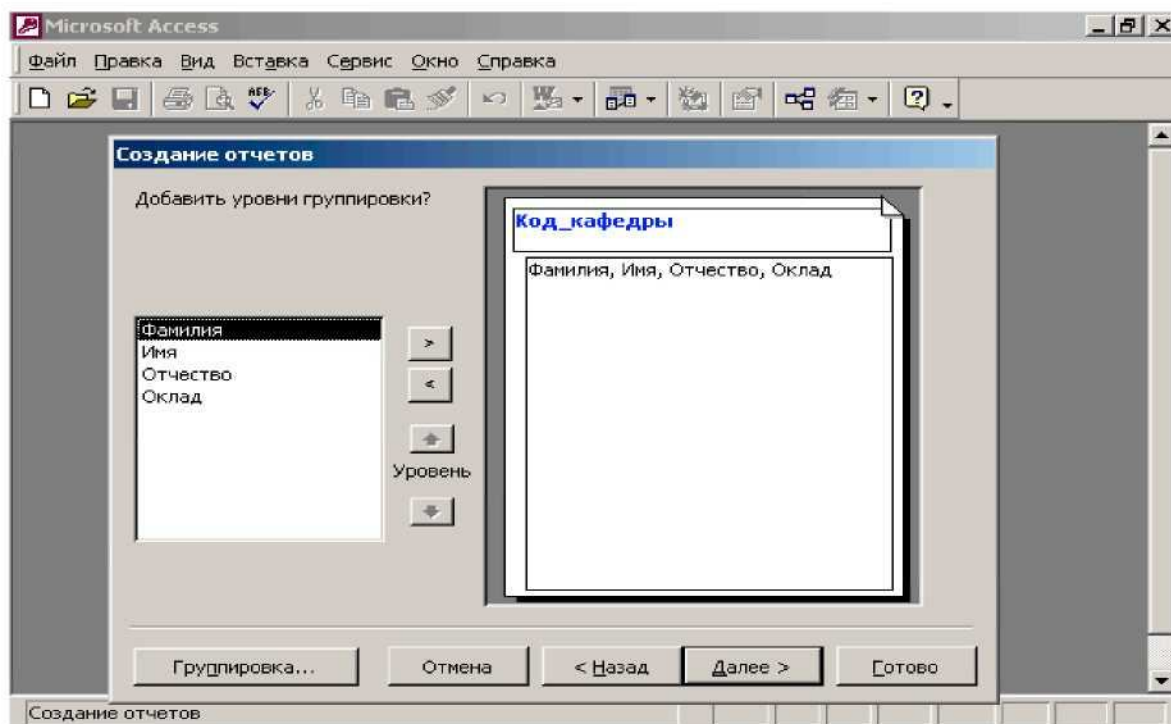 Microsoft Access
Файл Правка Вид Вставка Сервис Окно Справка
Создание отчетов
Добавить уровни группировки?
Код_кафедры
Фамилия, Имя, Отчество, Оклад
Фамилия
Имя
Отчество
Оклад
>
<
Уровень
Группировка... Отмена < Назад Далее > Готово
Создание отчетов